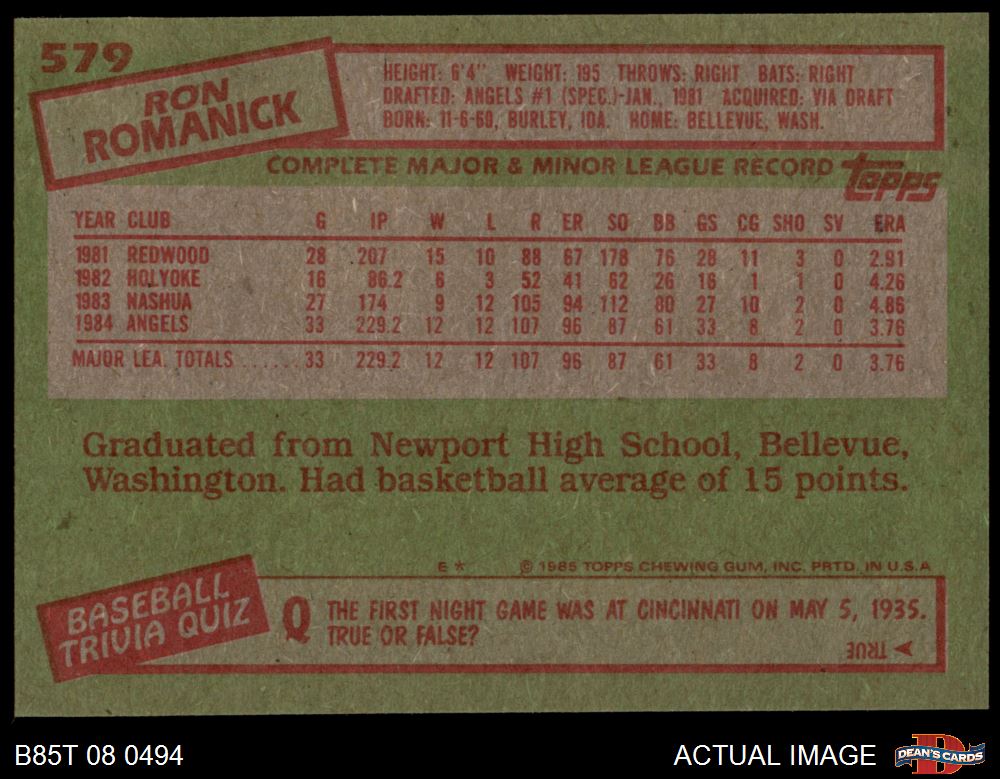 579
RON
ROMANICK
HEIGHT: 6'4" WEIGHT: 195 THROWS: RIGHT BATS: RIGHT
DRAFTED: ANGELS #1 (SPEC.)-JAN., 1981 ACQUIRED: VIA DRAFT
BORN: 11-6-60, BURLEY, IDA. HOME: BELLEVUE, WASH.
COMPLETE MAJOR & MINOR LEAGUE RECORD
topps
YEAR CLUB G IP W L R ER SO BB GS CG SHO SV ERA
1981 REDWOOD 28 207 15 10 88 67 178 76 28 11 3 0 2.91
1982 HOLYOKE 16 86.2 6 3 52 41 62 26 16 1 1 0 4.26
1983 NASHUA 27 174 9 12 105 94 112 80 27 10 2 0 4.86
1984 ANGELS 33 229.2 12 12 107 96 87 61 33 8 2 0 3.76
MAJOR LEA. TOTALS ...... 33 229.2 12 12 107 96 87 61 33 8 2 0 3.76
Graduated from Newport High School, Bellevue,
Washington. Had basketball average of 15 points.
E * © 1985 TOPPS CHEWING GUM, INC. PRTD. IN U.S.A
BASEBALL
TRIVIA QUIZ
Q THE FIRST NIGHT GAME WAS AT CINCINNATI ON MAY 5, 1935.
TRUE OR FALSE?
TRUE
B85T 08 0494
ACTUAL IMAGE
D
DEAN'S CARDS